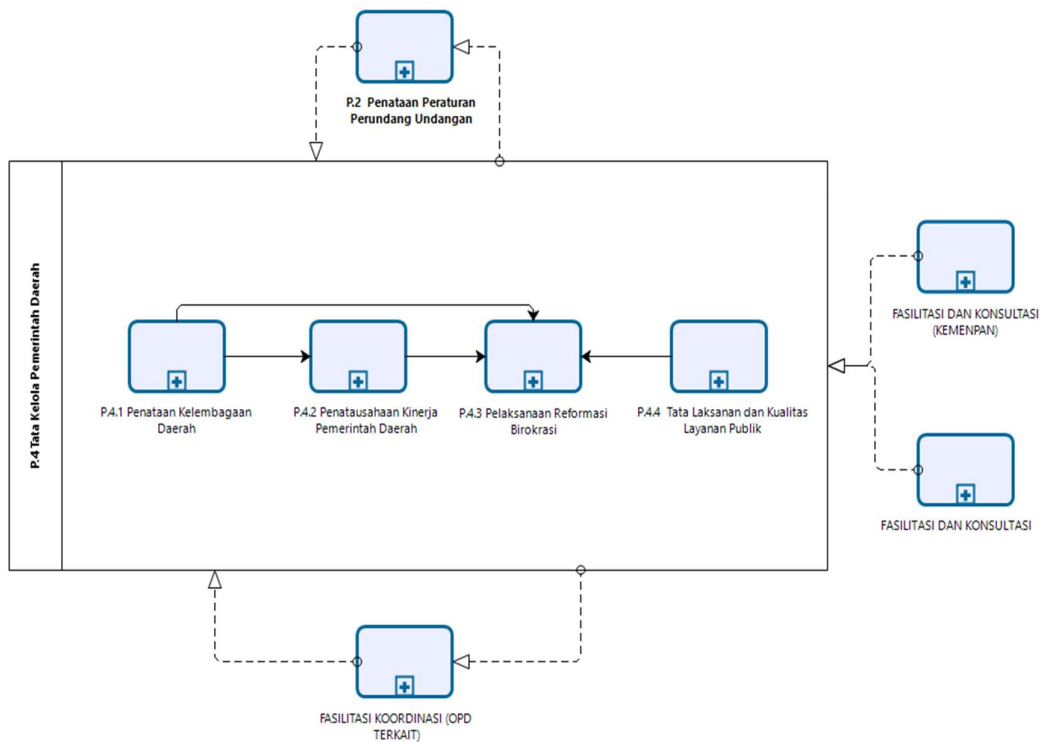 P.2 Penataan Peraturan
Perundang Undangan
P.4 Tata Kelola Pemerintah Daerah
P.4.1 Penataan Kelembagaan
Daerah
P.4.2 Penatausahaan Kinerja
Pemerintah Daerah
P.4.3 Pelaksanaan Reformasi
Birokrasi
P.4.4 Tata Laksanan dan Kualitas
Layanan Publik
FASILITASI DAN KONSULTASI
(KEMENPAN)
FASILITASI DAN KONSULTASI
FASILITASI KOORDINASI (OPD
TERKAIT)